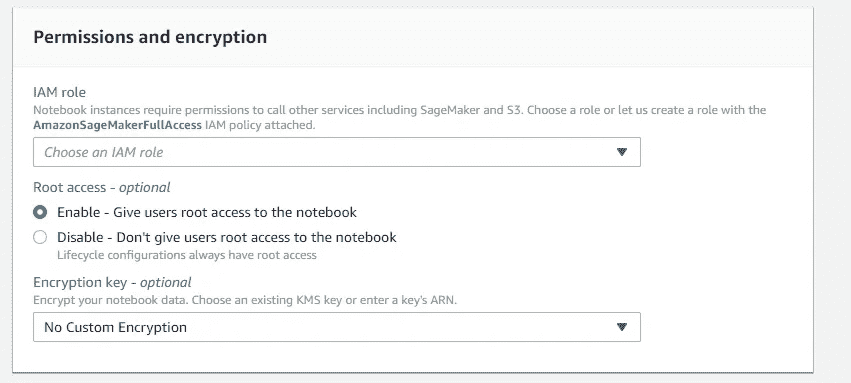 Permissions and encryption
IAM role
Notebook instances require permissions to call other services including SageMaker and S3. Choose a role or let us create a role with the
AmazonSageMakerFullAccess IAM policy attached.
Choose an IAM role
Root access - optional
Enable - Give users root access to the notebook
Disable - Don't give users root access to the notebook
Lifecycle configurations always have root access
Encryption key - optional
Encrypt your notebook data. Choose an existing KMS key or enter a key's ARN.
No Custom Encryption